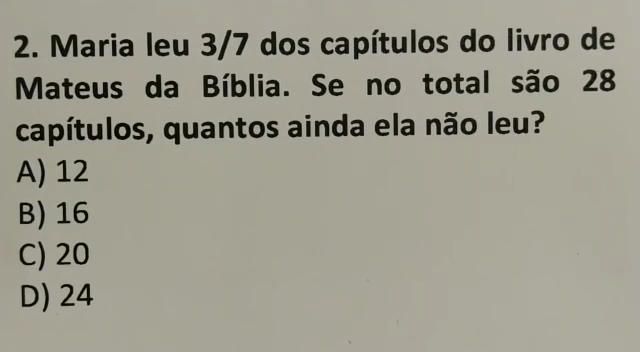 2. Maria leu 3/7 dos capítulos do livro de
Mateus da Bíblia. Se no total são 28
capítulos, quantos ainda ela não leu?
A) 12
B) 16
C) 20
D) 24